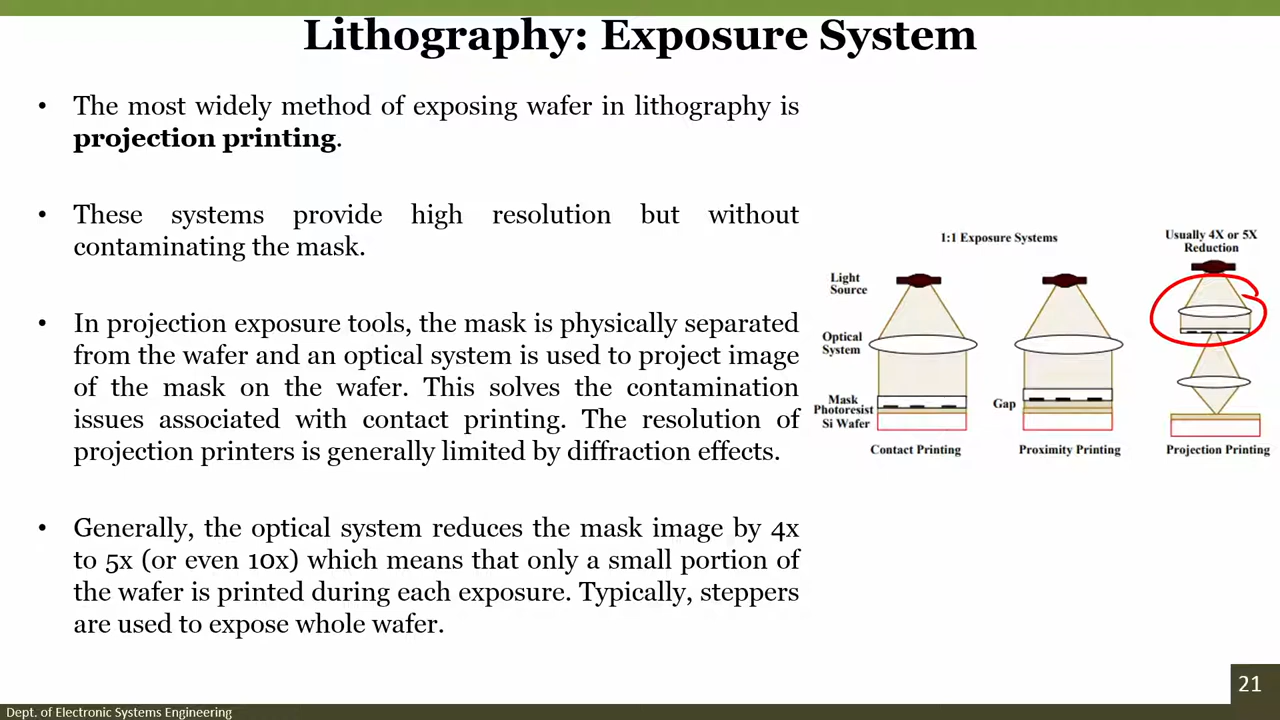 Lithography: Exposure System
• The most widely method of exposing wafer in lithography is
projection printing.
• These systems provide high resolution but without
contaminating the mask.
• In projection exposure tools, the mask is physically separated
from the wafer and an optical system is used to project image
of the mask on the wafer. This solves the contamination
issues associated with contact printing. The resolution of
projection printers is generally limited by diffraction effects.
• Generally, the optical system reduces the mask image by 4x
to 5x (or even 10x) which means that only a small portion of
the wafer is printed during each exposure. Typically, steppers
are used to expose whole wafer.
1:1 Exposure Systems
Usually 4X or 5X
Reduction
Light
Source
Optical
System
Mask
Photoresist
Si Wafer
Gap
Contact Printing
Proximity Printing
Projection Printing
21
Dept. of Electronic Systems Engineering